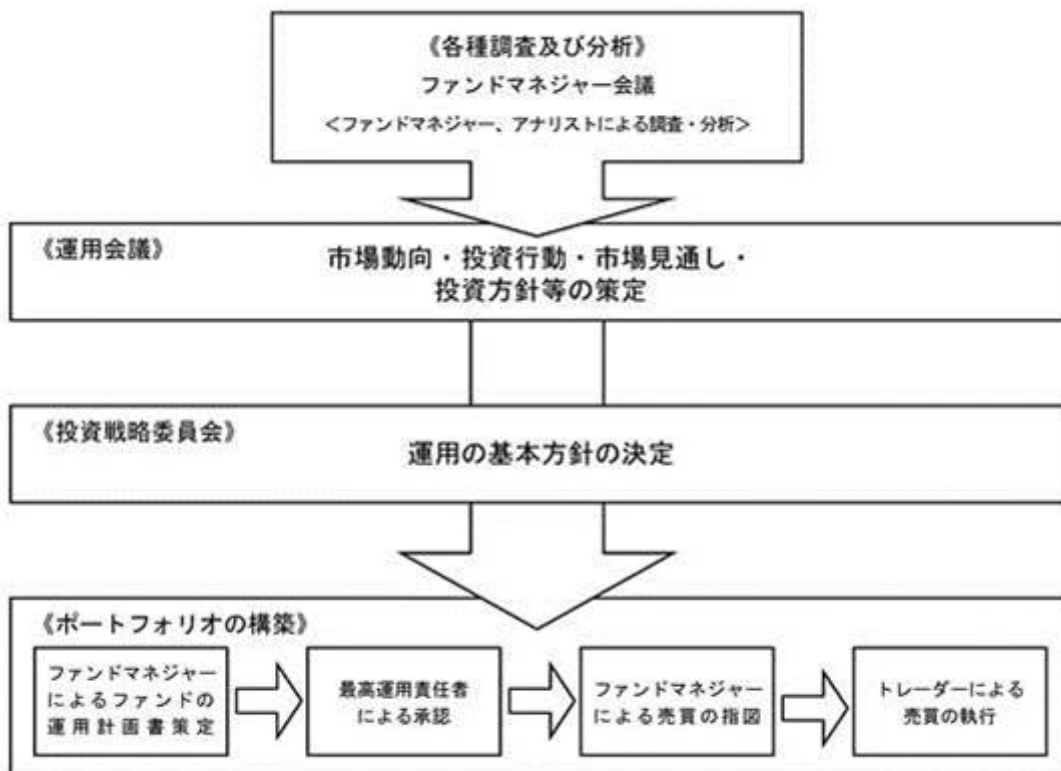 《各種調査及び分析》
ファンドマネジャー会議
＜ファンドマネジャー、アナリストによる調査・分析＞
《運用会議》
市場動向・投資行動・市場見通し・
投資方針等の策定
《投資戦略委員会》
運用の基本方針の決定
《ポートフォリオの構築》
ファンドマネジャー
によるファンドの
運用計画書策定
最高運用責任者
による承認
ファンドマネジャー
による売買の指図
トレーダーによる
売買の執行